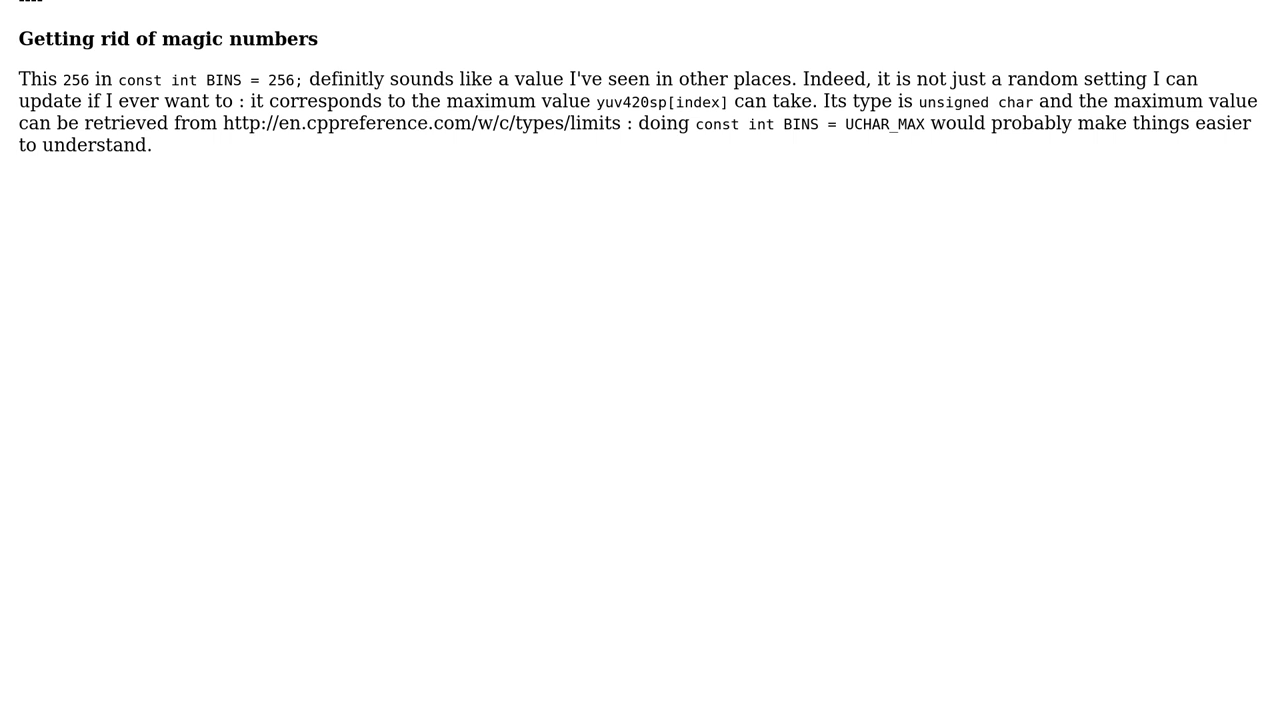 Getting rid of magic numbers
This 256 in const int BINS = 256; definitly sounds like a value I've seen in other places. Indeed, it is not just a random setting I can
update if I ever want to : it corresponds to the maximum value yuv420sp[index] can take. Its type is unsigned char and the maximum value
can be retrieved from http://en.cppreference.com/w/c/types/limits : doing const int BINS = UCHAR_MAX would probably make things easier
to understand.